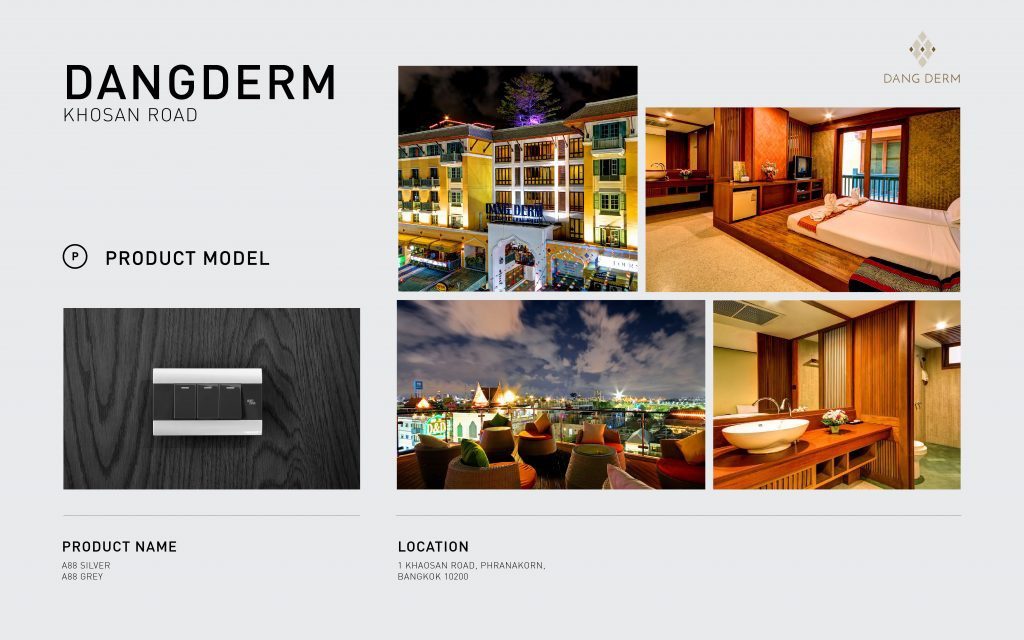 DANGDERM
KHOSAN ROAD
DANG DERM
DANG DERM
D&D
P PRODUCT MODEL
PRODUCT NAME
A88 SILVER
A88 GREY
LOCATION
1 KHAOSAN ROAD, PHRANAKORN,
BANGKOK 10200